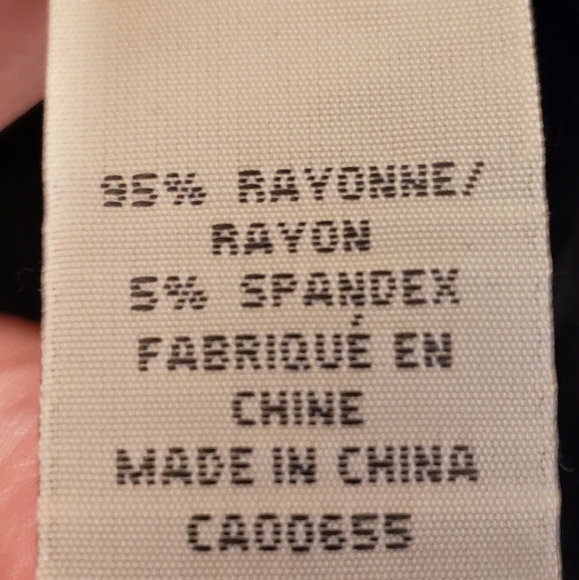 95% RAYONNE/
RAYON
5% SPANDEX
FABRIQUÉ EN
CHINE
MADE IN CHINA
CA00655